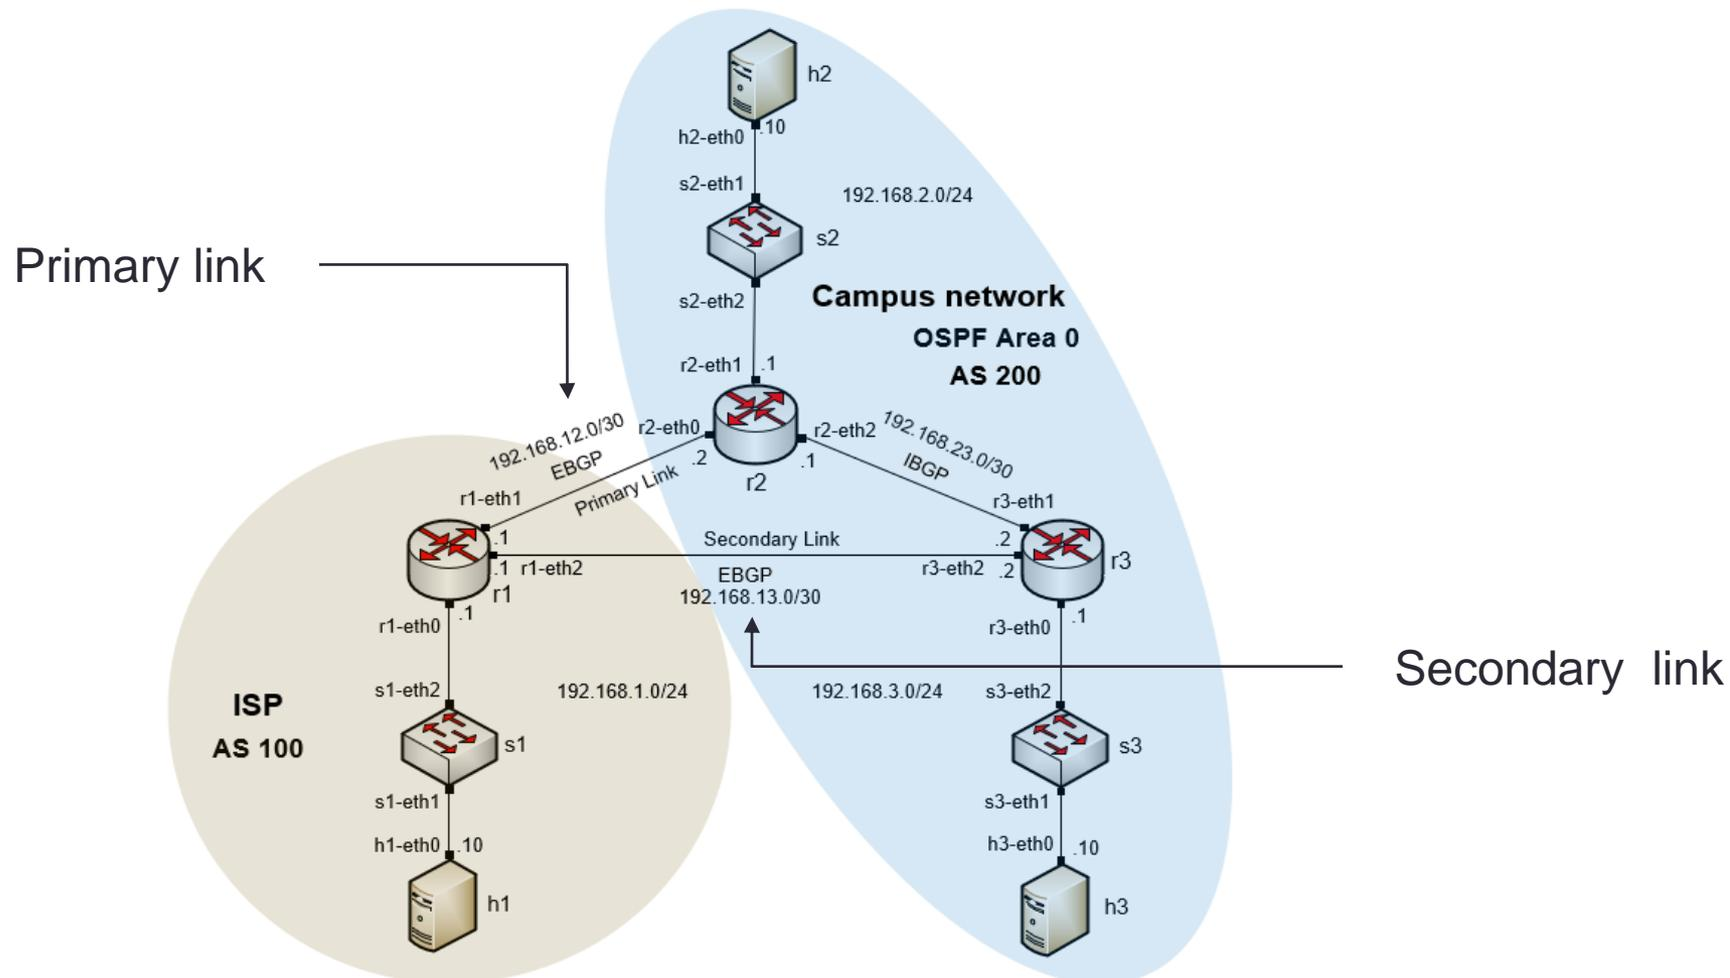 h2
.10
h2-eth0
s2-eth1
192.168.2.0/24
s2
Primary link
s2-eth2
Campus network
OSPF Area 0
AS 200
r2-eth1 .1
192.168.12.0/30
EBGP
Primary Link
r2-eth0
.2
r2-eth2
.1
r2
192.168.23.0/30
IBGP
r1-eth1
.1
r3-eth1
.2
Secondary Link
.1 r1-eth2
r3-eth2 .2
r3
EBGP
192.168.13.0/30
r1
.1
r1-eth0
.1
r3-eth0
Secondary link
ISP
AS 100
s1-eth2
192.168.1.0/24
192.168.3.0/24
s3-eth2
s1
s3
s1-eth1
s3-eth1
h1-eth0 .10
h3-eth0 .10
h1
h3